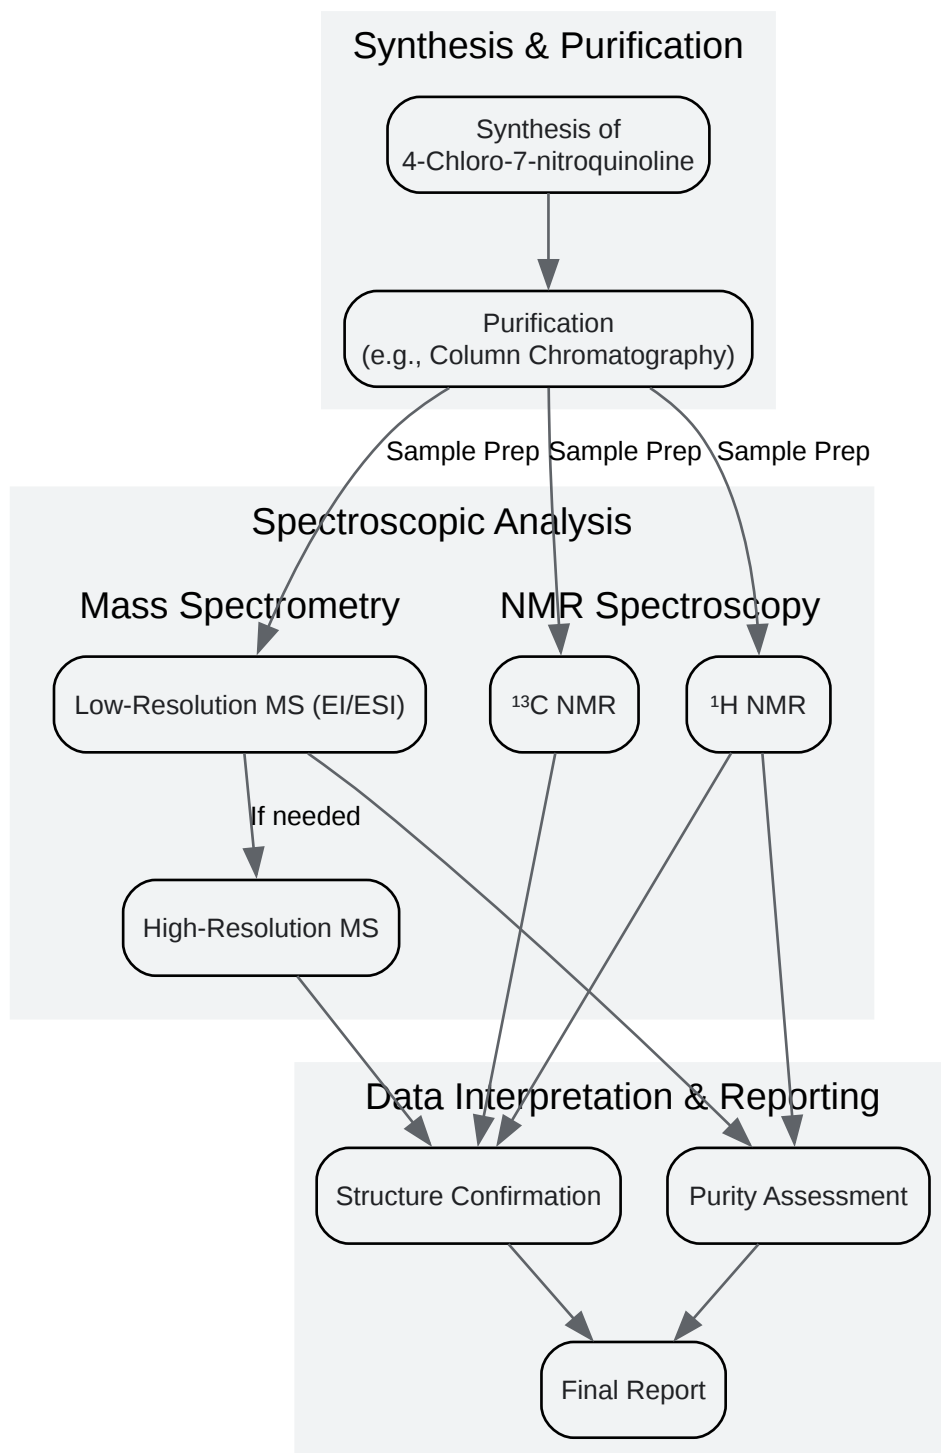 Synthesis & Purification
Synthesis of
4-Chloro-7-nitroquinoline
Purification
(e.g., Column Chromatography)
Sample Prep
Sample Prep
Sample Prep
Spectroscopic Analysis
Mass Spectrometry
NMR Spectroscopy
Low-Resolution MS (EI/ESI)
¹³C NMR
¹H NMR
If needed
High-Resolution MS
Data Interpretation & Reporting
Structure Confirmation
Purity Assessment
Final Report